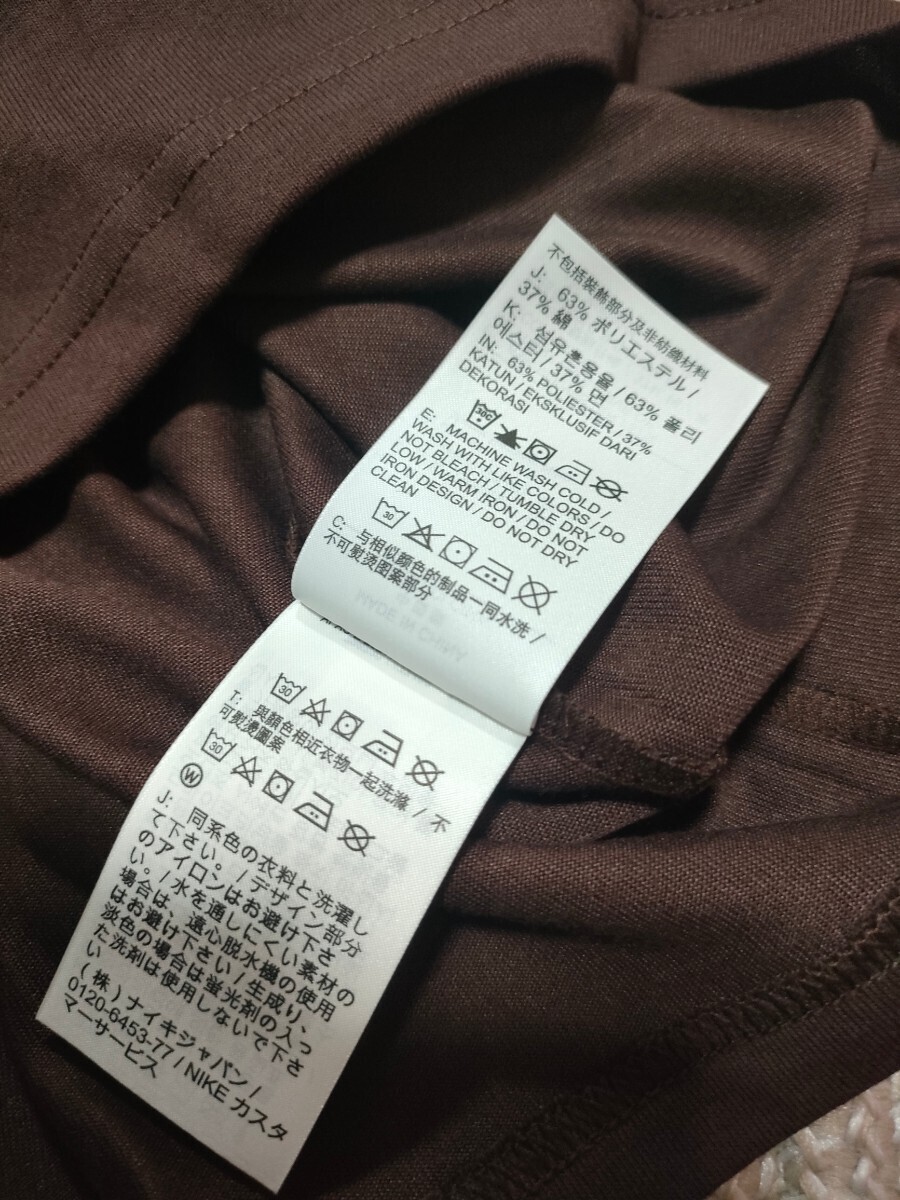 不包括裝飾部分及非紡織材料
J: 63% ポリエステル /
37% 綿
K: 섬유혼용율 / 63% 폴리
에스터 / 37% 면
IN: 63% POLIESTER / 37%
KATUN / EKSKLUSIF DARI
DEKORASI
30C
E: MACHINE WASH COLD /
WASH WITH LIKE COLORS / DO
NOT BLEACH / TUMBLE DRY
LOW / WARM IRON / DO NOT
IRON DESIGN / DO NOT DRY
CLEAN
30
C: 与相似颜色的制品一同水洗 /
不可熨烫图案部分
MADE IN CHINA
30
T: 與顏色相近衣物一起洗滌 / 不
可熨燙圖案
30
W
J: 同系色の衣料と洗濯し
て下さい。/ デザイン部分
のアイロンはお避け下さ
い。/ 水を通しにくい素材の
場合は、遠心脱水機の使用
はお避け下さい / 生成り、
淡色の場合は蛍光剤の入っ
た洗剤は使用しないで下さ
い
(株) ナイキジャパン /
0120-6453-77 / NIKE カスタ
マーサービス